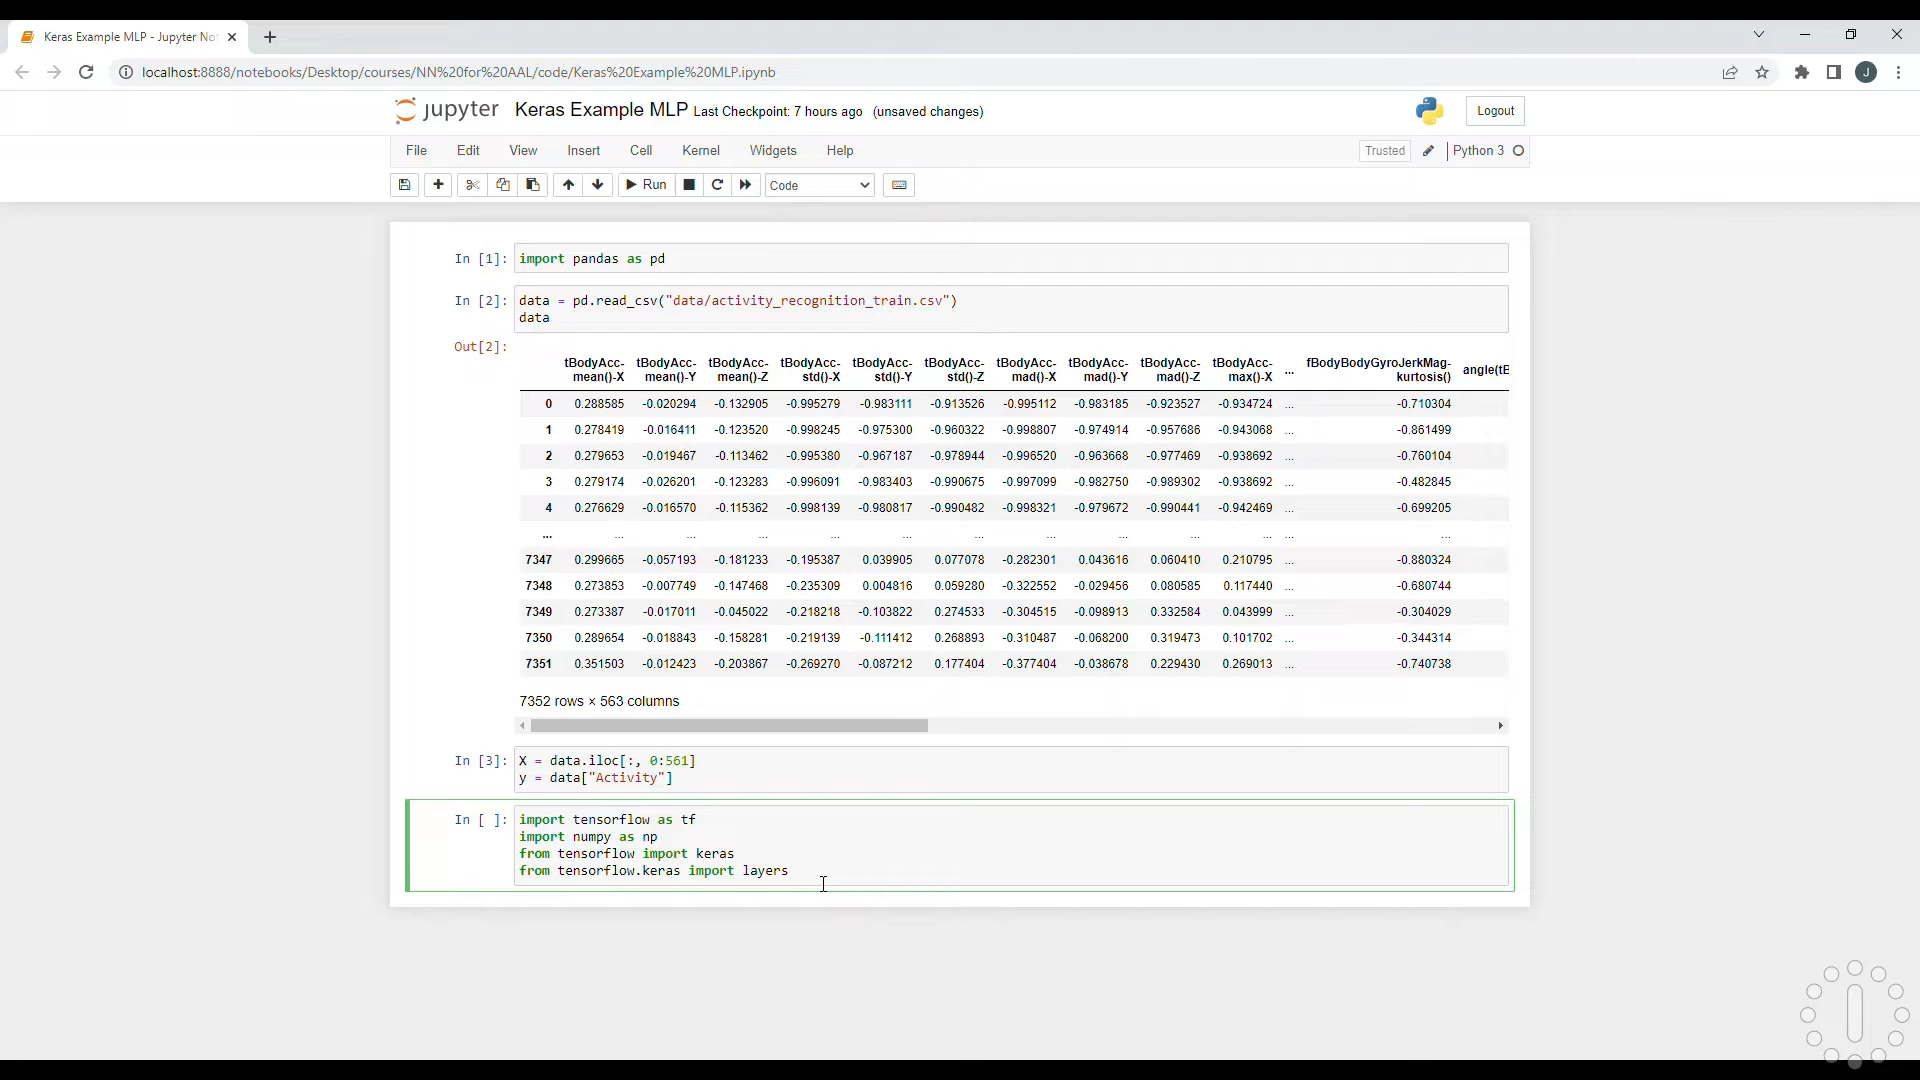 Keras Example MLP - Jupyter No
localhost:8888/notebooks/Desktop/courses/NN%20for%20AAL/code/Keras%20Example%20MLP.ipynb
J
jupyter Keras Example MLP Last Checkpoint: 7 hours ago (unsaved changes)
Logout
File Edit View Insert Cell Kernel Widgets Help
Trusted Python 3
Run Code
In [1]: import pandas as pd
In [2]: data = pd.read_csv("data/activity_recognition_train.csv")
data
Out[2]:
tBodyAcc- tBodyAcc- tBodyAcc- tBodyAcc- tBodyAcc- tBodyAcc- tBodyAcc- tBodyAcc- tBodyAcc- tBodyAcc- ... fBodyBodyGyroJerkMag- angle(tB
mean()-X mean()-Y mean()-Z std()-X std()-Y std()-Z mad()-X mad()-Y mad()-Z max()-X kurtosis()
0 0.288585 -0.020294 -0.132905 -0.995279 -0.983111 -0.913526 -0.995112 -0.983185 -0.923527 -0.934724 ... -0.710304
1 0.278419 -0.016411 -0.123520 -0.998245 -0.975300 -0.960322 -0.998807 -0.974914 -0.957686 -0.943068 ... -0.861499
2 0.279653 -0.019467 -0.113462 -0.995380 -0.967187 -0.978944 -0.996520 -0.963668 -0.977469 -0.938692 ... -0.760104
3 0.279174 -0.026201 -0.123283 -0.996091 -0.983403 -0.990675 -0.997099 -0.982750 -0.989302 -0.938692 ... -0.482845
4 0.276629 -0.016570 -0.115362 -0.998139 -0.980817 -0.990482 -0.998321 -0.979672 -0.990441 -0.942469 ... -0.699205
... ... ... ... ... ... ... ... ... ... ... ...
7347 0.299665 -0.057193 -0.181233 -0.195387 0.039905 0.077078 -0.282301 0.043616 0.060410 0.210795 ... -0.880324
7348 0.273853 -0.007749 -0.147468 -0.235309 0.004816 0.059280 -0.322552 -0.029456 0.080585 0.117440 ... -0.680744
7349 0.273387 -0.017011 -0.045022 -0.218218 -0.103822 0.274533 -0.304515 -0.098913 0.332584 0.043999 ... -0.304029
7350 0.289654 -0.018843 -0.158281 -0.219139 -0.111412 0.268893 -0.310487 -0.068200 0.319473 0.101702 ... -0.344314
7351 0.351503 -0.012423 -0.203867 -0.269270 -0.087212 0.177404 -0.377404 -0.038678 0.229430 0.269013 ... -0.740738
7352 rows × 563 columns
In [3]: X = data.iloc[:, 0:561]
y = data["Activity"]
In [ ]: import tensorflow as tf
import numpy as np
from tensorflow import keras
from tensorflow.keras import layers